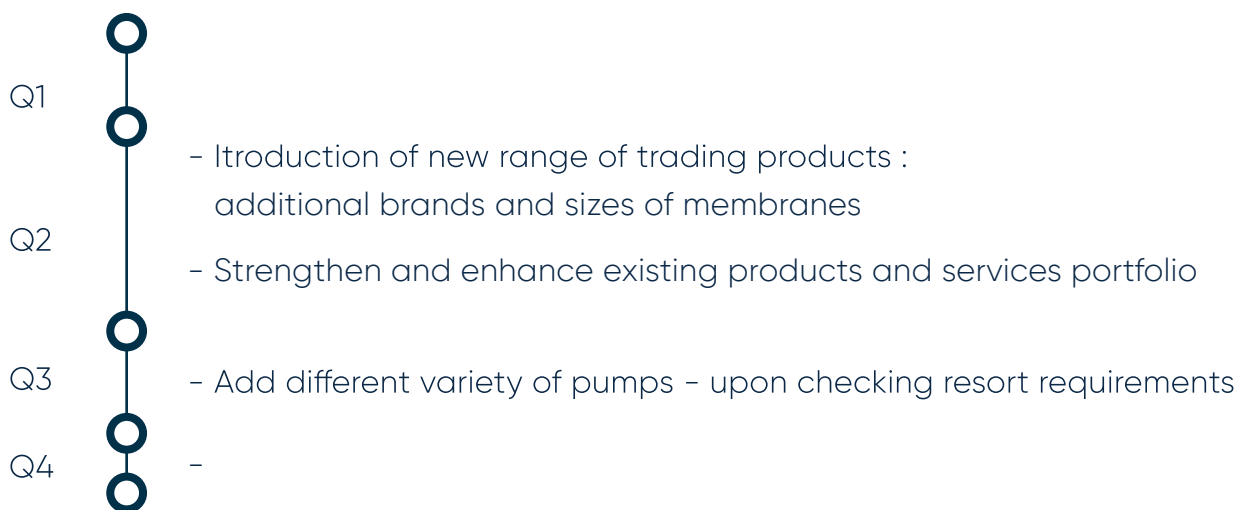 Q1
- Itroduction of new range of trading products :
additional brands and sizes of membranes
Q2
- Strengthen and enhance existing products and services portfolio
Q3
- Add different variety of pumps - upon checking resort requirements
Q4
-